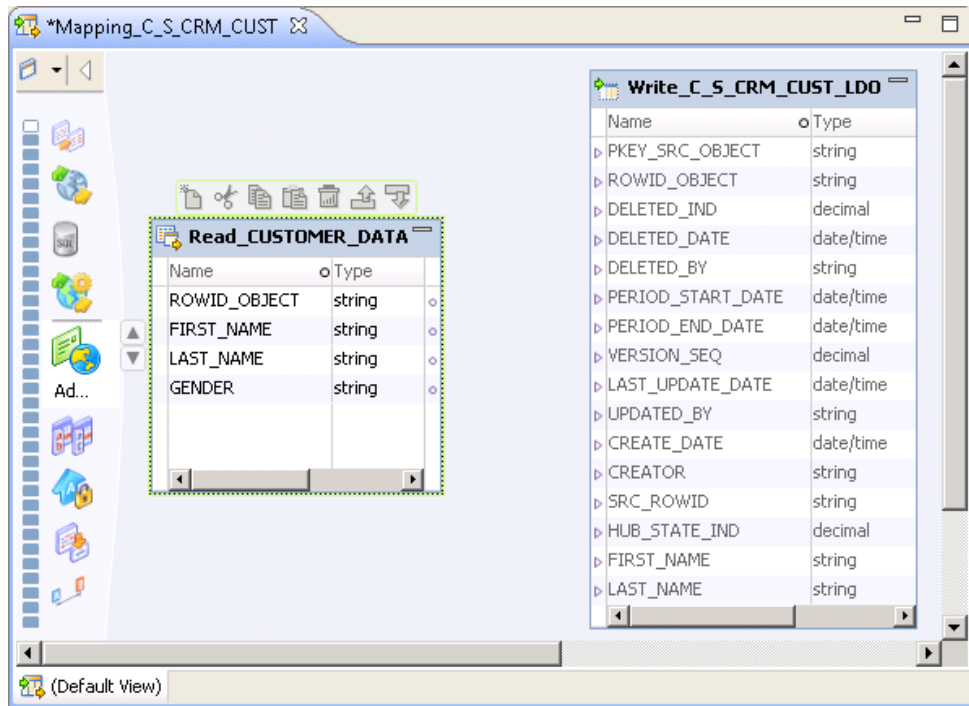 *Mapping_C_S_CRM_CUST
Write_C_S_CRM_CUST_LDO
Name Type
PKEY_SRC_OBJECT string
ROWID_OBJECT string
DELETED_IND decimal
DELETED_DATE date/time
DELETED_BY string
PERIOD_START_DATE date/time
PERIOD_END_DATE date/time
VERSION_SEQ decimal
LAST_UPDATE_DATE date/time
UPDATED_BY string
CREATE_DATE date/time
CREATOR string
SRC_ROWID string
HUB_STATE_IND decimal
FIRST_NAME string
LAST_NAME string
Read_CUSTOMER_DATA
Name Type
ROWID_OBJECT string
FIRST_NAME string
LAST_NAME string
GENDER string
SQL
Ad...
(Default View)